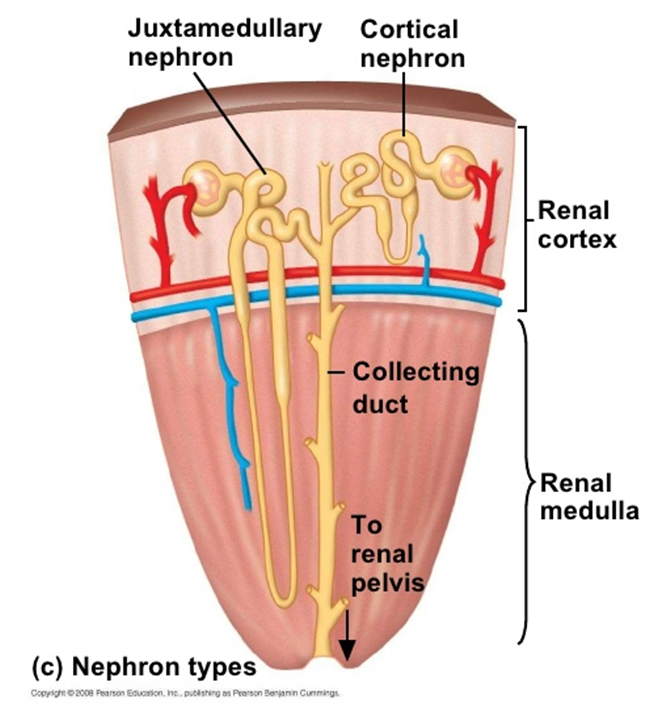 Juxtamedullary
nephron
Cortical
nephron
Renal
cortex
Collecting
duct
Renal
medulla
To
renal
pelvis
(c) Nephron types
Copyright © 2008 Pearson Education, Inc., publishing as Pearson Benjamin Cummings.